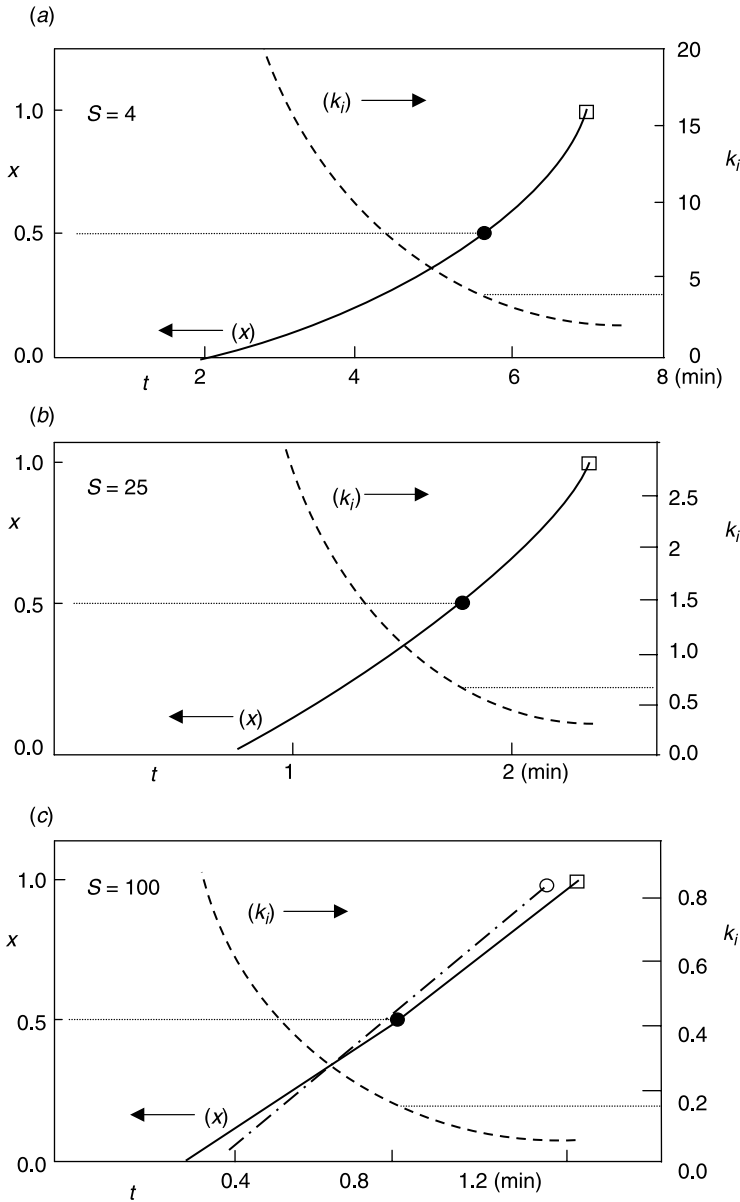 (a)
20
(kᵢ)
1.0
S = 4
15
x
kᵢ
10
0.5
5
(x)
0.0
0
t
2
4
6
8 (min)
(b)
1.0
S = 25
(kᵢ)
2.5
x
kᵢ
2
0.5
1.5
1.0
0.5
(x)
0.0
0.0
t
1
2 (min)
(c)
1.0
S = 100
(kᵢ)
0.8
x
kᵢ
0.6
0.5
0.4
0.2
(x)
0.0
0.0
t
0.4
0.8
1.2 (min)